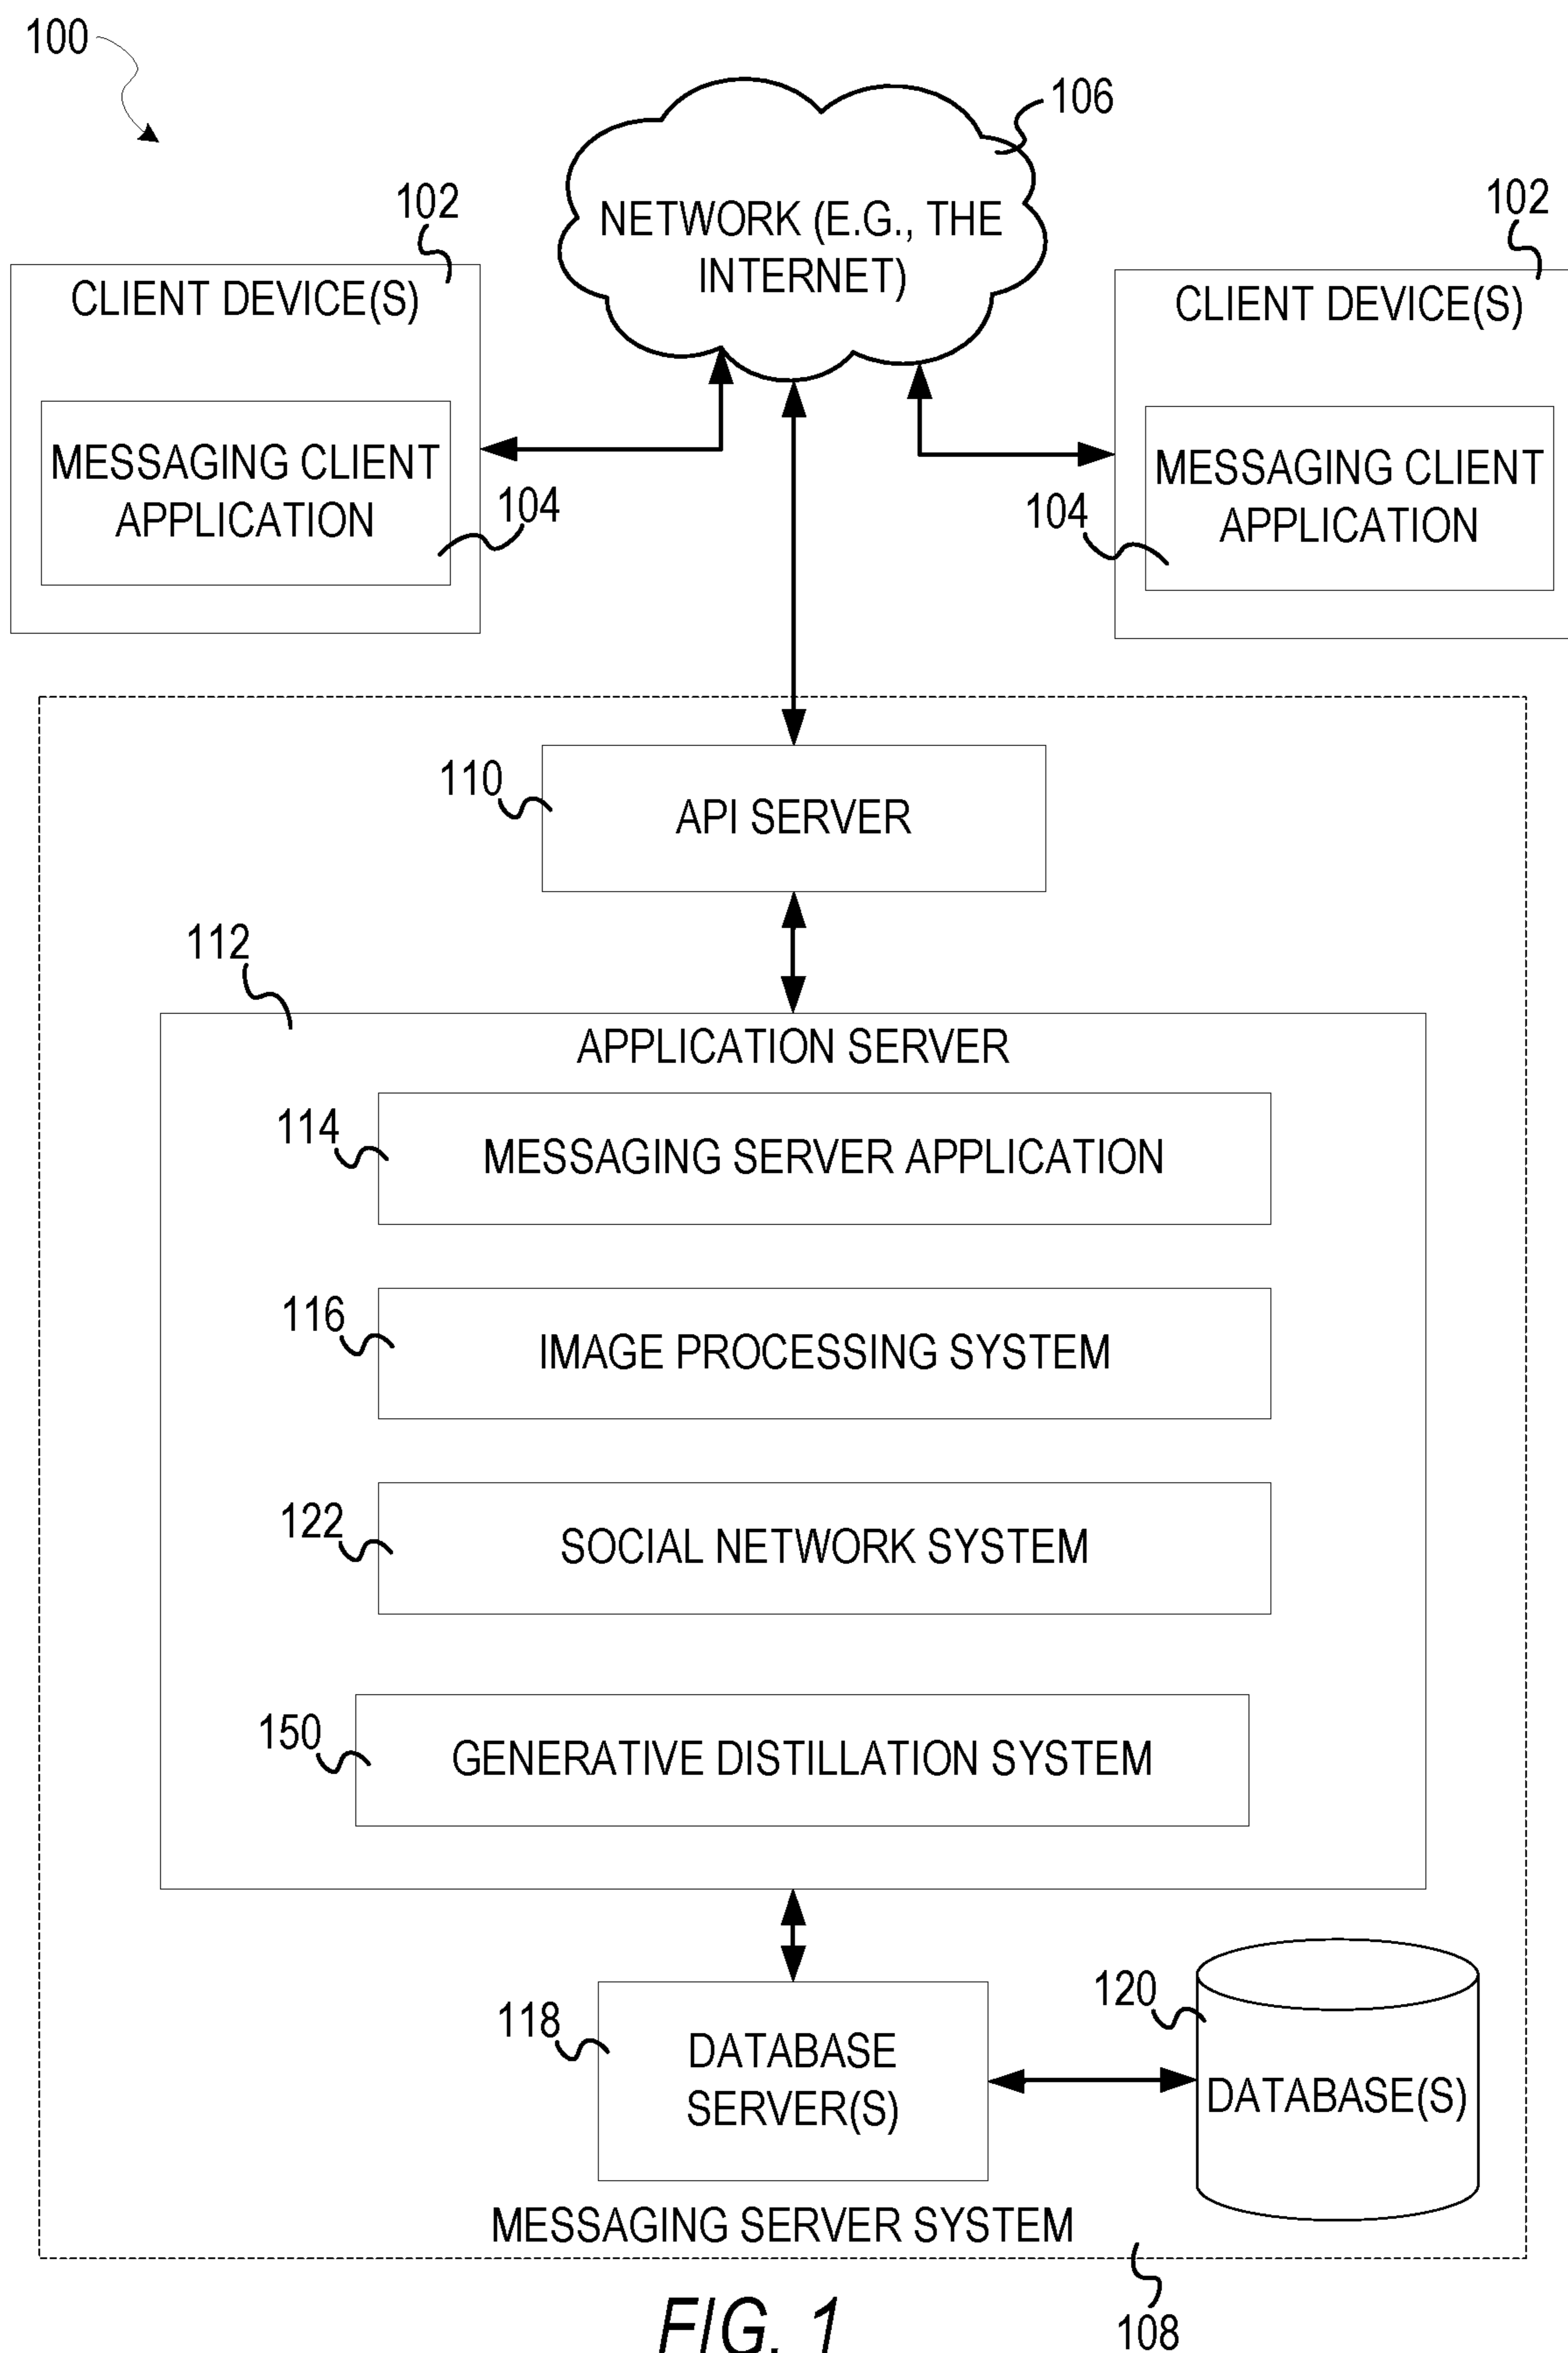 100
106
NETWORK (E.G., THE
INTERNET)
102
CLIENT DEVICE(S)
MESSAGING CLIENT
APPLICATION
104
102
CLIENT DEVICE(S)
MESSAGING CLIENT
APPLICATION
104
110
API SERVER
112
APPLICATION SERVER
114
MESSAGING SERVER APPLICATION
116
IMAGE PROCESSING SYSTEM
122
SOCIAL NETWORK SYSTEM
150
GENERATIVE DISTILLATION SYSTEM
118
DATABASE
SERVER(S)
120
DATABASE(S)
MESSAGING SERVER SYSTEM
108
FIG. 1